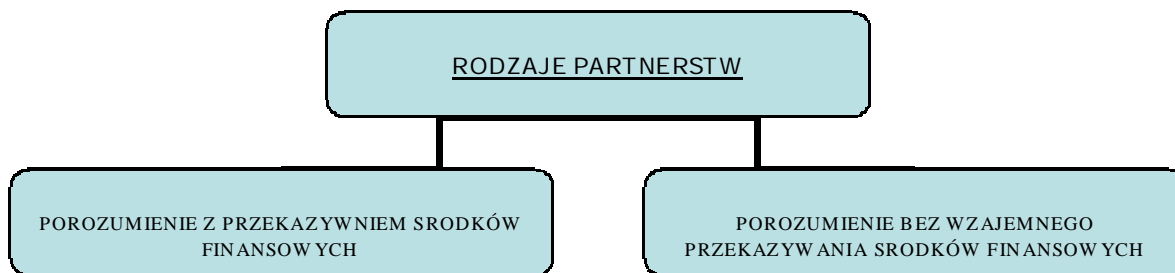 RODZAJE PARTNERSTW
POROZUMIENIE Z PRZEKAZYWNIEM SRODKÓW
FINANSOWYCH
POROZUMIENIE BEZ WZAJEMNEGO
PRZEKAZYWANIA SRODKÓW FINANSOWYCH